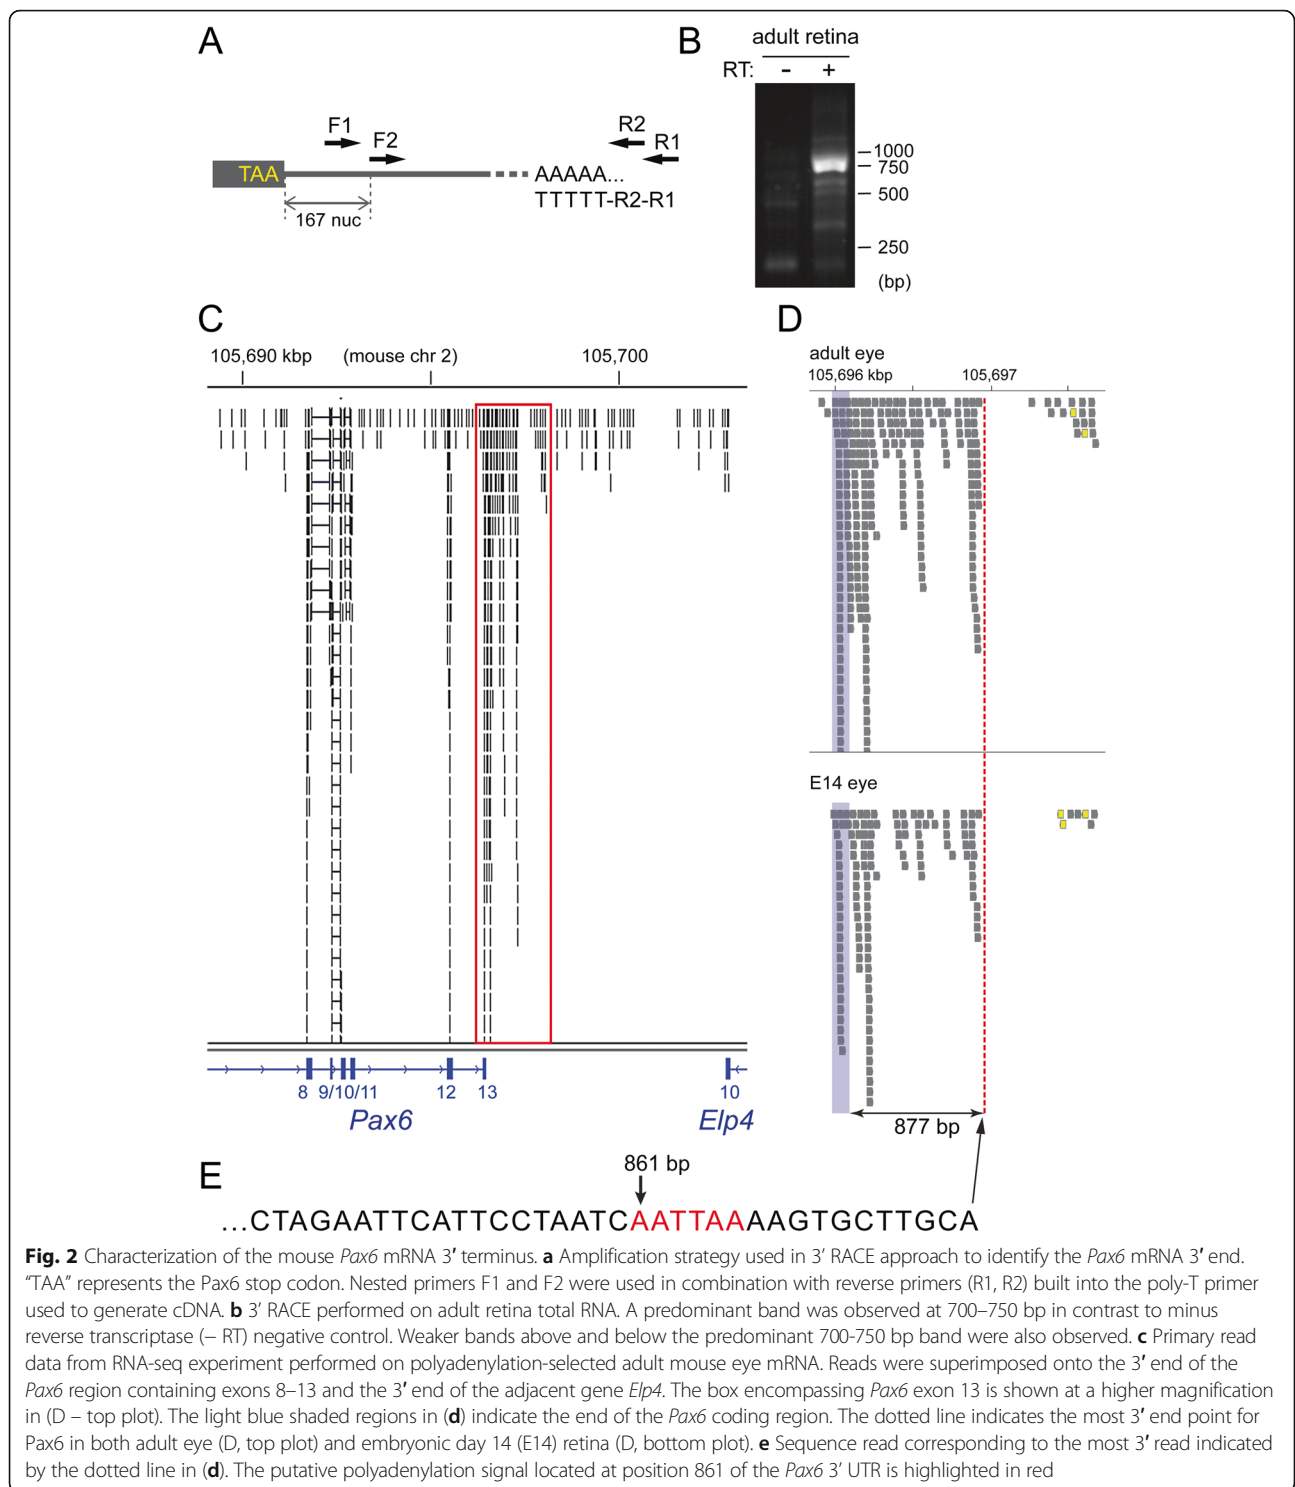 A
B
adult retina
RT: - +
F1
F2
R2
R1
TAA
AAAAA...
TTTTT-R2-R1
167 nuc
1000
750
500
250
(bp)
C
105,690 kbp (mouse chr 2) 105,700
8 9/10/11 12 13 10
Pax6 Elp4
D
adult eye
105,696 kbp 105,697
E14 eye
877 bp
E
861 bp
...CTAGAATTCATTCCTAATCAATTAAAAGTGCTTGCA
Fig. 2 Characterization of the mouse Pax6 mRNA 3′ terminus. a Amplification strategy used in 3’ RACE approach to identify the Pax6 mRNA 3’ end.
“TAA” represents the Pax6 stop codon. Nested primers F1 and F2 were used in combination with reverse primers (R1, R2) built into the poly-T primer
used to generate cDNA. b 3’ RACE performed on adult retina total RNA. A predominant band was observed at 700–750 bp in contrast to minus
reverse transcriptase (− RT) negative control. Weaker bands above and below the predominant 700-750 bp band were also observed. c Primary read
data from RNA-seq experiment performed on polyadenylation-selected adult mouse eye mRNA. Reads were superimposed onto the 3′ end of the
Pax6 region containing exons 8–13 and the 3′ end of the adjacent gene Elp4. The box encompassing Pax6 exon 13 is shown at a higher magnification
in (D – top plot). The light blue shaded regions in (d) indicate the end of the Pax6 coding region. The dotted line indicates the most 3′ end point for
Pax6 in both adult eye (D, top plot) and embryonic day 14 (E14) retina (D, bottom plot). e Sequence read corresponding to the most 3′ read indicated
by the dotted line in (d). The putative polyadenylation signal located at position 861 of the Pax6 3’ UTR is highlighted in red